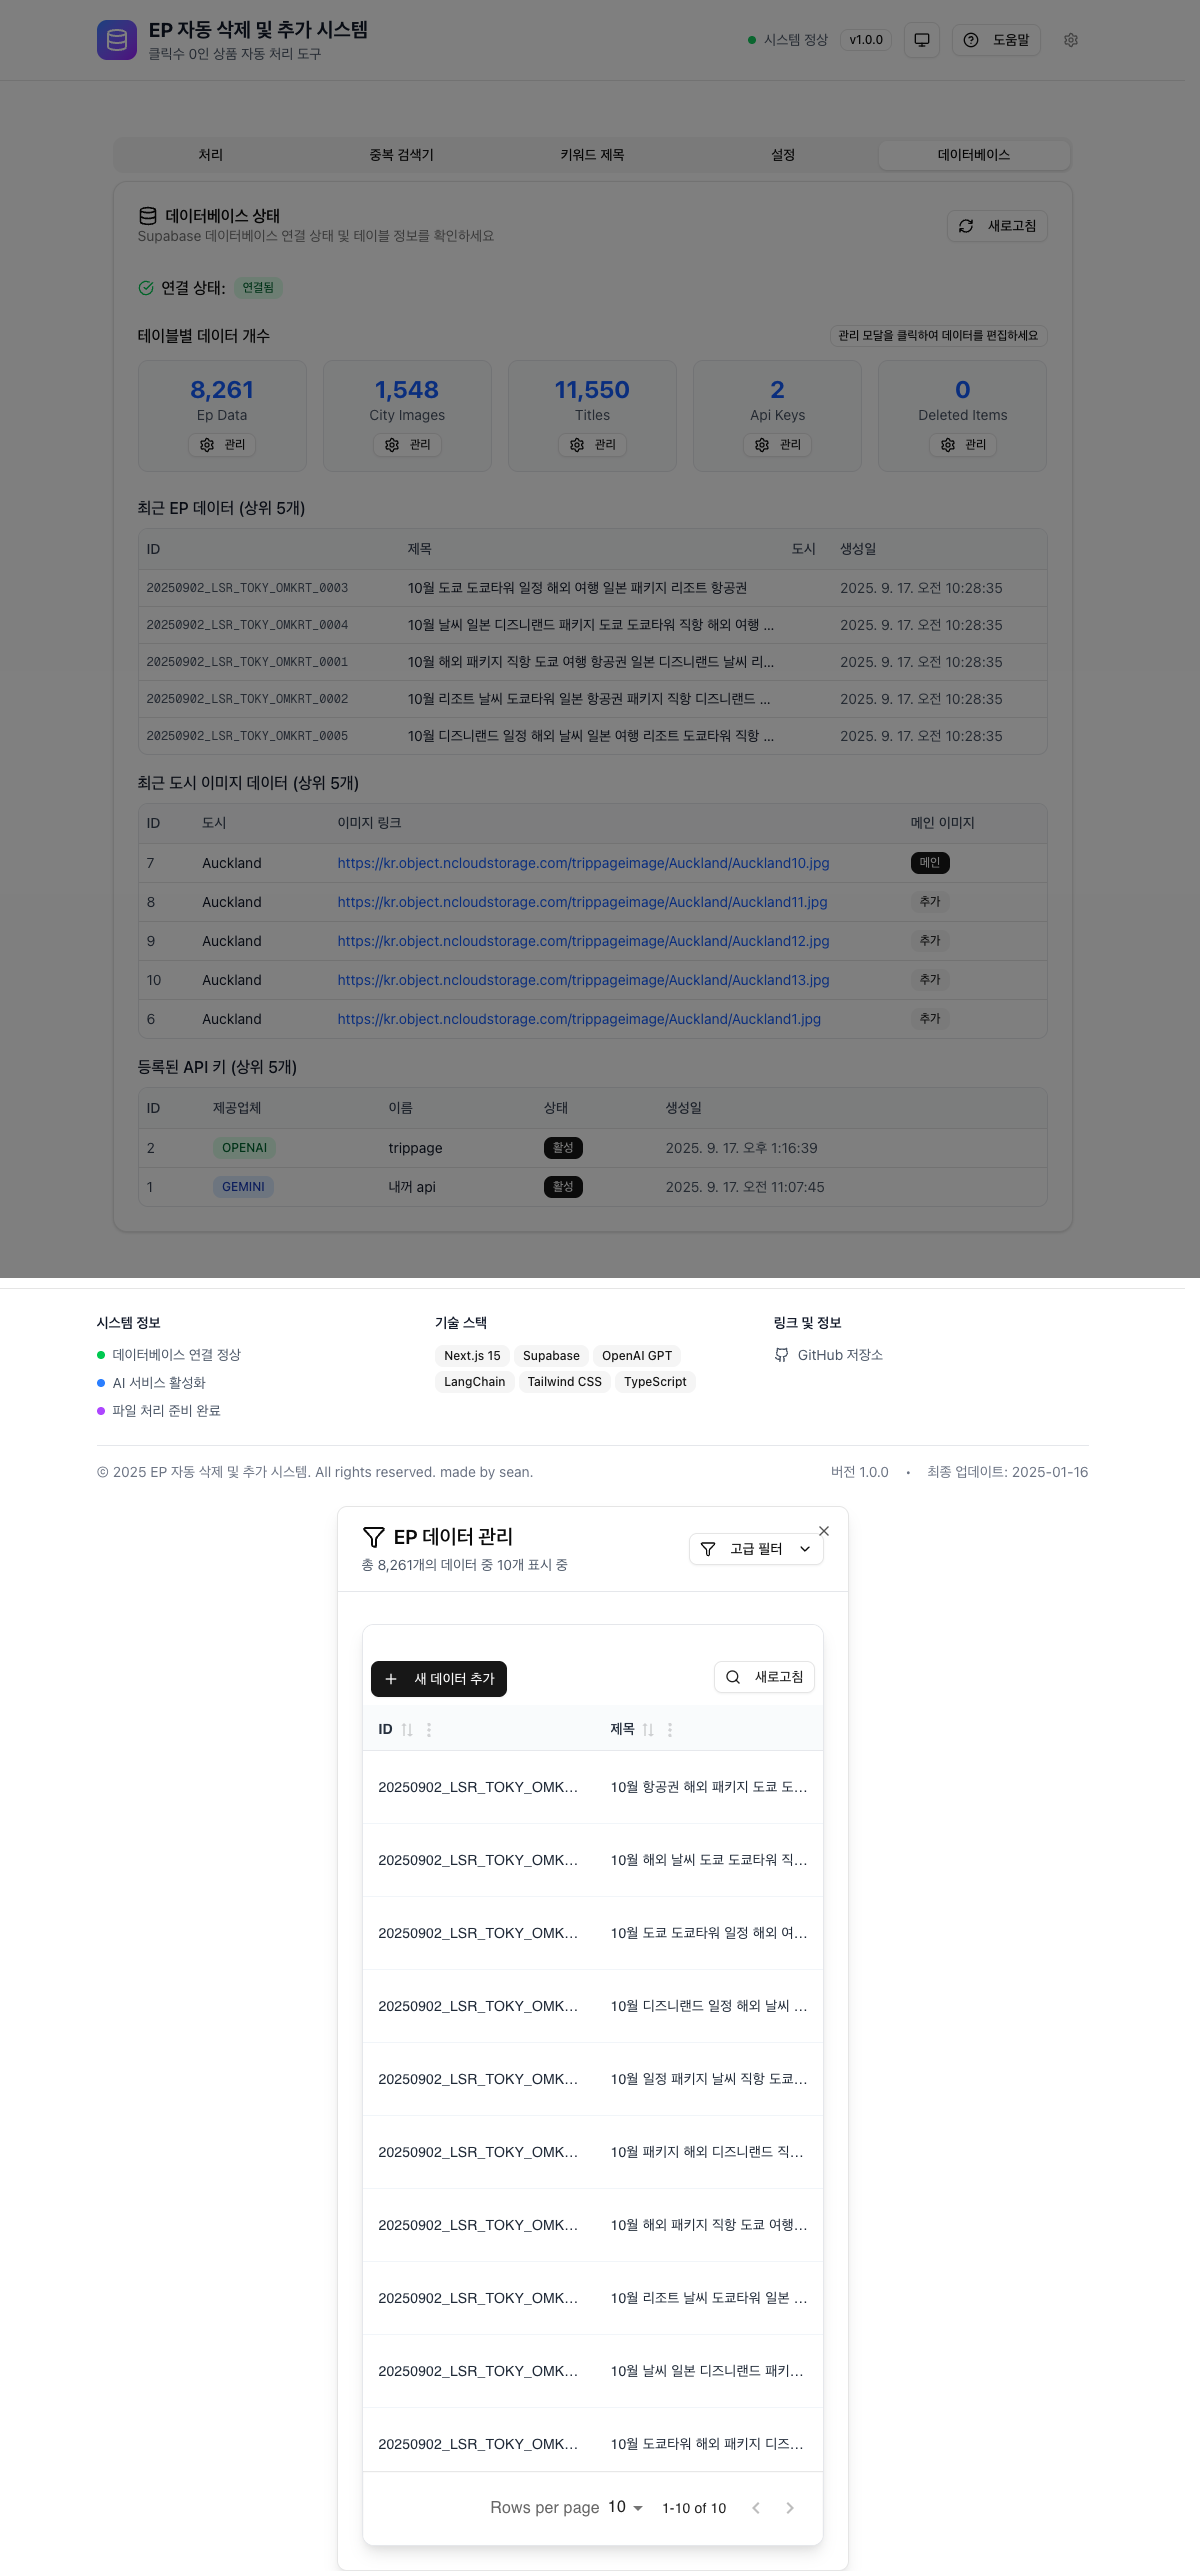 EP 자동 삭제 및 추가 시스템
클릭수 0인 상품 자동 처리 도구
시스템 정상 v1.0.0 도움말
처리 중복 검색기 키워드 제목 설정 데이터베이스
데이터베이스 상태
Supabase 데이터베이스 연결 상태 및 테이블 정보를 확인하세요
새로고침
연결 상태: 연결됨
테이블별 데이터 개수 관리 모달을 클릭하여 데이터를 편집하세요
8,261 1,548 11,550 2 0
Ep Data City Images Titles Api Keys Deleted Items
관리 관리 관리 관리 관리
최근 EP 데이터 (상위 5개)
ID 제목 도시 생성일
20250902_LSR_TOKY_OMKRT_0003 10월 도쿄 도쿄타워 일정 해외 여행 일본 패키지 리조트 항공권 2025. 9. 17. 오전 10:28:35
20250902_LSR_TOKY_OMKRT_0004 10월 날씨 일본 디즈니랜드 패키지 도쿄 도쿄타워 직항 해외 여행 ... 2025. 9. 17. 오전 10:28:35
20250902_LSR_TOKY_OMKRT_0001 10월 해외 패키지 직항 도쿄 여행 항공권 일본 디즈니랜드 날씨 리... 2025. 9. 17. 오전 10:28:35
20250902_LSR_TOKY_OMKRT_0002 10월 리조트 날씨 도쿄타워 일본 항공권 패키지 직항 디즈니랜드 ... 2025. 9. 17. 오전 10:28:35
20250902_LSR_TOKY_OMKRT_0005 10월 디즈니랜드 일정 해외 날씨 일본 여행 리조트 도쿄타워 직항 ... 2025. 9. 17. 오전 10:28:35
최근 도시 이미지 데이터 (상위 5개)
ID 도시 이미지 링크 메인 이미지
7 Auckland https://kr.object.ncloudstorage.com/trippageimage/Auckland/Auckland10.jpg 메인
8 Auckland https://kr.object.ncloudstorage.com/trippageimage/Auckland/Auckland11.jpg 추가
9 Auckland https://kr.object.ncloudstorage.com/trippageimage/Auckland/Auckland12.jpg 추가
10 Auckland https://kr.object.ncloudstorage.com/trippageimage/Auckland/Auckland13.jpg 추가
6 Auckland https://kr.object.ncloudstorage.com/trippageimage/Auckland/Auckland1.jpg 추가
등록된 API 키 (상위 5개)
ID 제공업체 이름 상태 생성일
2 OPENAI trippage 활성 2025. 9. 17. 오후 1:16:39
1 GEMINI 내꺼 api 활성 2025. 9. 17. 오전 11:07:45
시스템 정보 기술 스택 링크 및 정보
데이터베이스 연결 정상 Next.js 15 Supabase OpenAI GPT GitHub 저장소
AI 서비스 활성화 LangChain Tailwind CSS TypeScript
파일 처리 준비 완료
© 2025 EP 자동 삭제 및 추가 시스템. All rights reserved. made by sean. 버전 1.0.0 • 최종 업데이트: 2025-01-16
EP 데이터 관리
총 8,261개의 데이터 중 10개 표시 중
고급 필터
새 데이터 추가 새로고침
ID 제목
20250902_LSR_TOKY_OMK... 10월 항공권 해외 패키지 도쿄 도...
20250902_LSR_TOKY_OMK... 10월 해외 날씨 도쿄 도쿄타워 직...
20250902_LSR_TOKY_OMK... 10월 도쿄 도쿄타워 일정 해외 여...
20250902_LSR_TOKY_OMK... 10월 디즈니랜드 일정 해외 날씨 ...
20250902_LSR_TOKY_OMK... 10월 일정 패키지 날씨 직항 도쿄...
20250902_LSR_TOKY_OMK... 10월 패키지 해외 디즈니랜드 직...
20250902_LSR_TOKY_OMK... 10월 해외 패키지 직항 도쿄 여행...
20250902_LSR_TOKY_OMK... 10월 리조트 날씨 도쿄타워 일본 ...
20250902_LSR_TOKY_OMK... 10월 날씨 일본 디즈니랜드 패키...
20250902_LSR_TOKY_OMK... 10월 도쿄타워 해외 패키지 디즈...
Rows per page 10 1-10 of 10